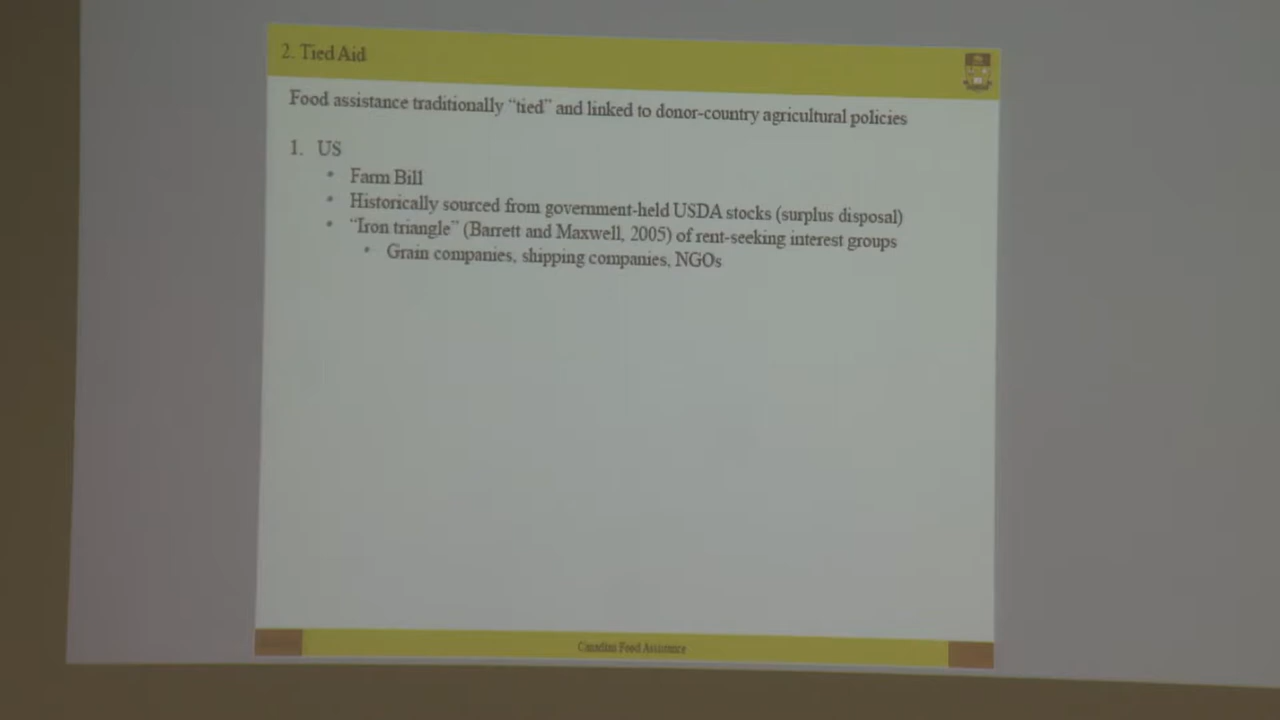 2. Tied Aid
Food assistance traditionally “tied” and linked to donor-country agricultural policies
1. US
• Farm Bill
• Historically sourced from government-held USDA stocks (surplus disposal)
• “Iron triangle” (Barrett and Maxwell, 2005) of rent-seeking interest groups
• Grain companies, shipping companies, NGOs
Canadian Food Assistance